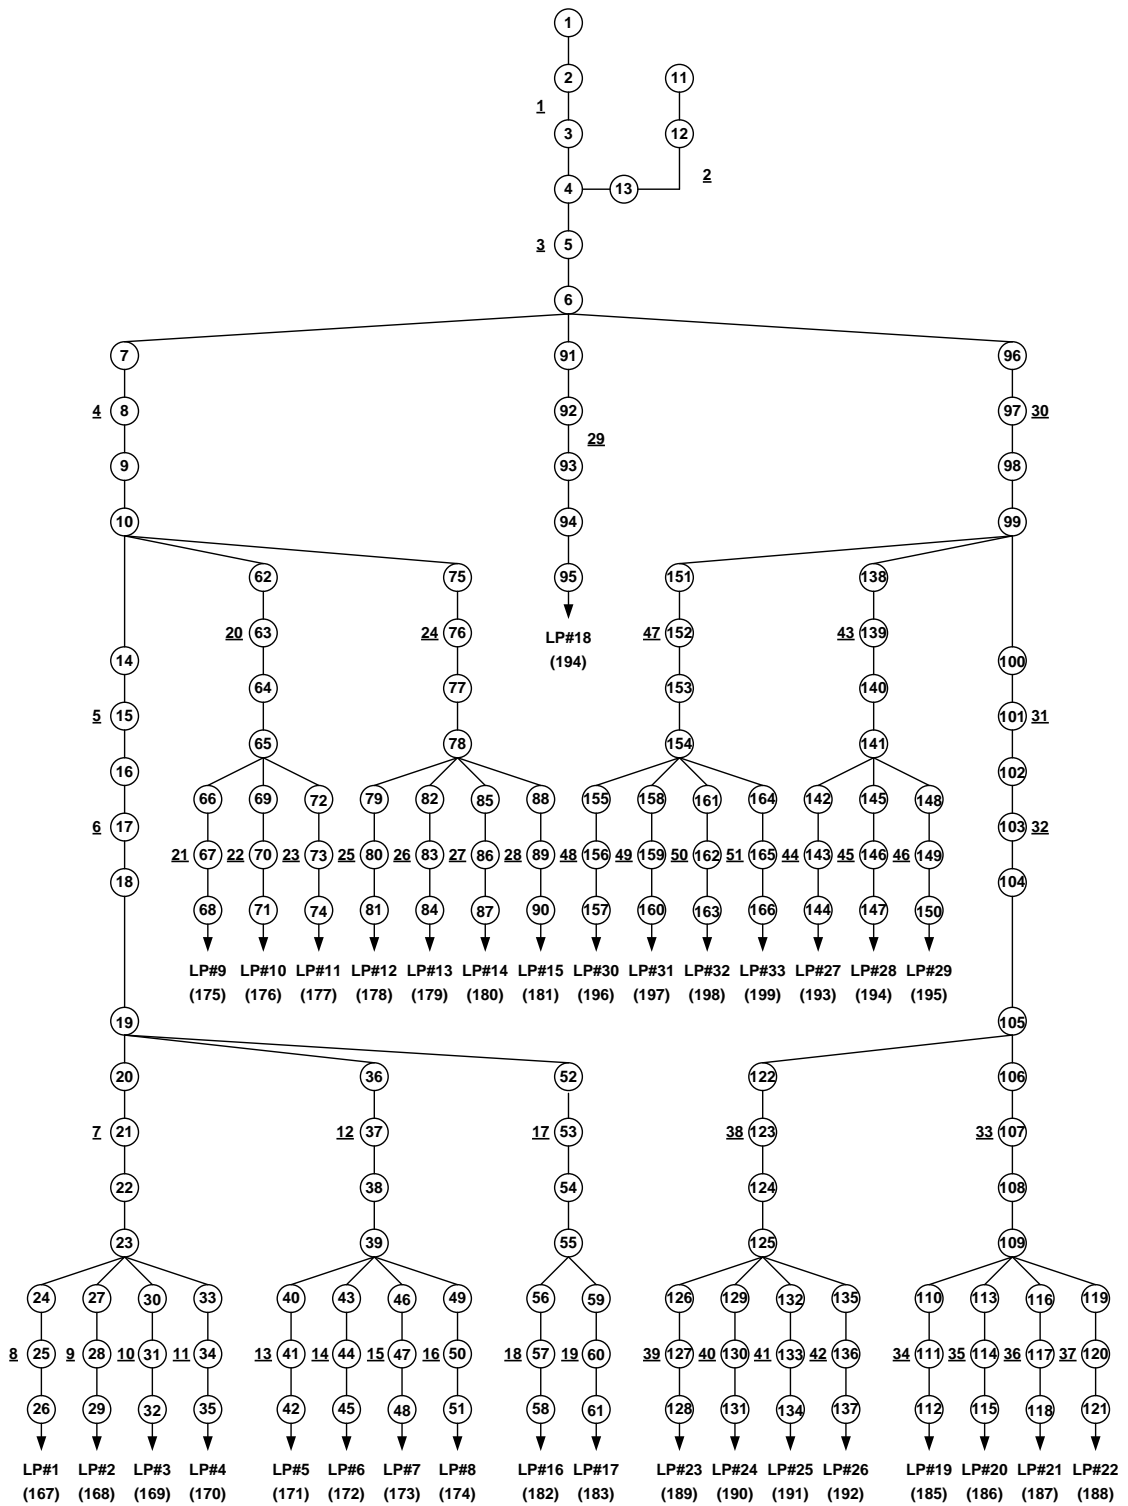 1
2 11
1
3 12
2
4 13
3 5
6
7 91 96
4 8 92 97 30
29
9 93 98
10 94 99
62 75 95 151 138
20 63 24 76 47 152 43 139
LP#18
(194)
14 100
64 77 153 140
5 15 101 31
65 78 154 141
16 102
66 69 72 79 82 85 88 155 158 161 164 142 145 148
6 17 103 32
21 67 22 70 23 73 25 80 26 83 27 86 28 89 48 156 49 159 50 162 51 165 44 143 45 146 46 149
18 104
68 71 74 81 84 87 90 157 160 163 166 144 147 150
LP#9 LP#10 LP#11 LP#12 LP#13 LP#14 LP#15 LP#30 LP#31 LP#32 LP#33 LP#27 LP#28 LP#29
(175) (176) (177) (178) (179) (180) (181) (196) (197) (198) (199) (193) (194) (195)
19 105
20 36 52 122 106
7 21 12 37 17 53 38 123 33 107
22 38 54 124 108
23 39 55 125 109
24 27 30 33 40 43 46 49 56 59 126 129 132 135 110 113 116 119
8 25 9 28 10 31 11 34 13 41 14 44 15 47 16 50 18 57 19 60 39 127 40 130 41 133 42 136 34 111 35 114 36 117 37 120
26 29 32 35 42 45 48 51 58 61 128 131 134 137 112 115 118 121
LP#1 LP#2 LP#3 LP#4 LP#5 LP#6 LP#7 LP#8 LP#16 LP#17 LP#23 LP#24 LP#25 LP#26 LP#19 LP#20 LP#21 LP#22
(167) (168) (169) (170) (171) (172) (173) (174) (182) (183) (189) (190) (191) (192) (185) (186) (187) (188)